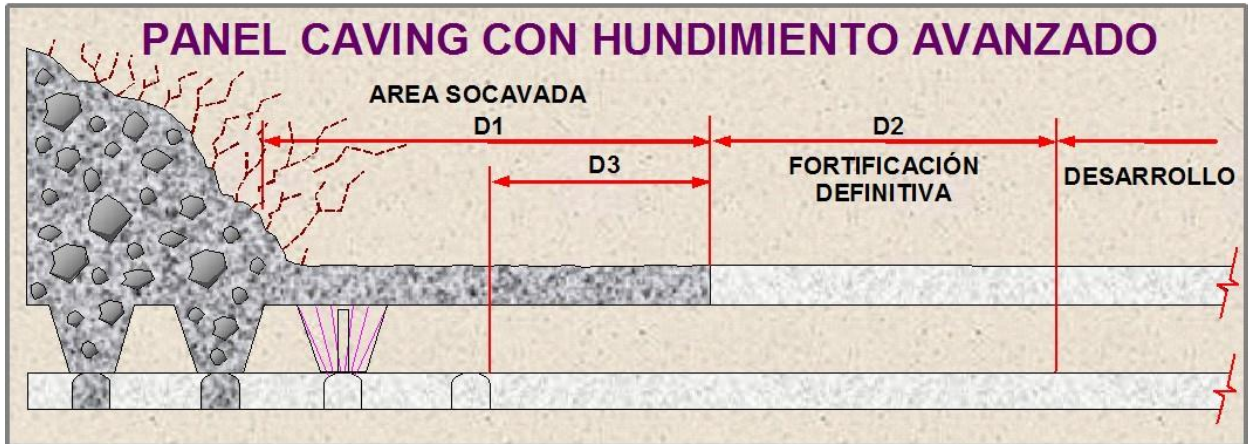 PANEL CAVING CON HUNDIMIENTO AVANZADO
AREA SOCAVADA
D1
D2
D3
FORTIFICACIÓN
DEFINITIVA
DESARROLLO